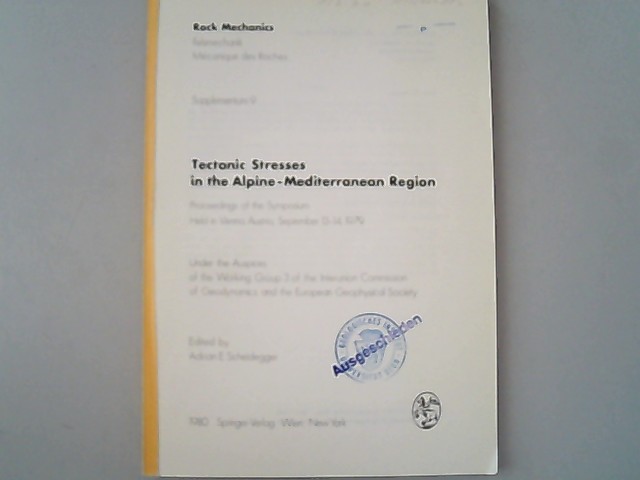 Rock Mechanics
Felsmechanik
Mécanique des Roches
Supplementum 9
Tectonic Stresses
in the Alpine-Mediterranean Region
Proceedings of the Symposium
Held in Vienna, Austria, September 13-14, 1979
Under the Auspices
of the Working Group 3 of the Interunion Commission
of Geodynamics and the European Geophysical Society
Edited by
Adrian E. Scheidegger
Ausgeschieden
1980 Springer-Verlag Wien New York